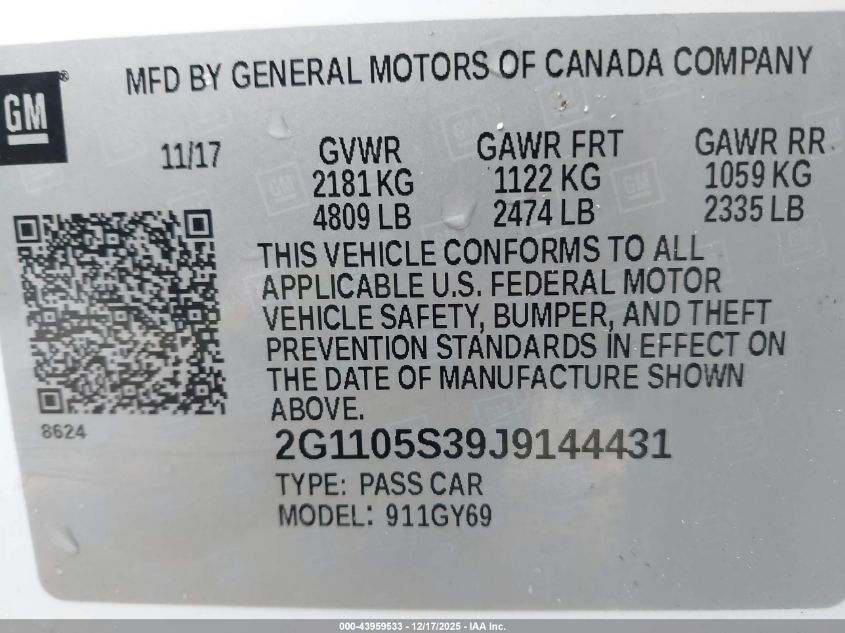 MFD BY GENERAL MOTORS OF CANADA COMPANY
GM®
11/17
GVWR GAWR FRT GAWR RR
2181 KG 1122 KG 1059 KG
4809 LB 2474 LB 2335 LB
THIS VEHICLE CONFORMS TO ALL
APPLICABLE U.S. FEDERAL MOTOR
VEHICLE SAFETY, BUMPER, AND THEFT
PREVENTION STANDARDS IN EFFECT ON
THE DATE OF MANUFACTURE SHOWN
ABOVE.
8624
2G1105S39J9144431
TYPE: PASS CAR
MODEL: 911GY69
000-43959533 - 12/17/2025 - IAA Inc.